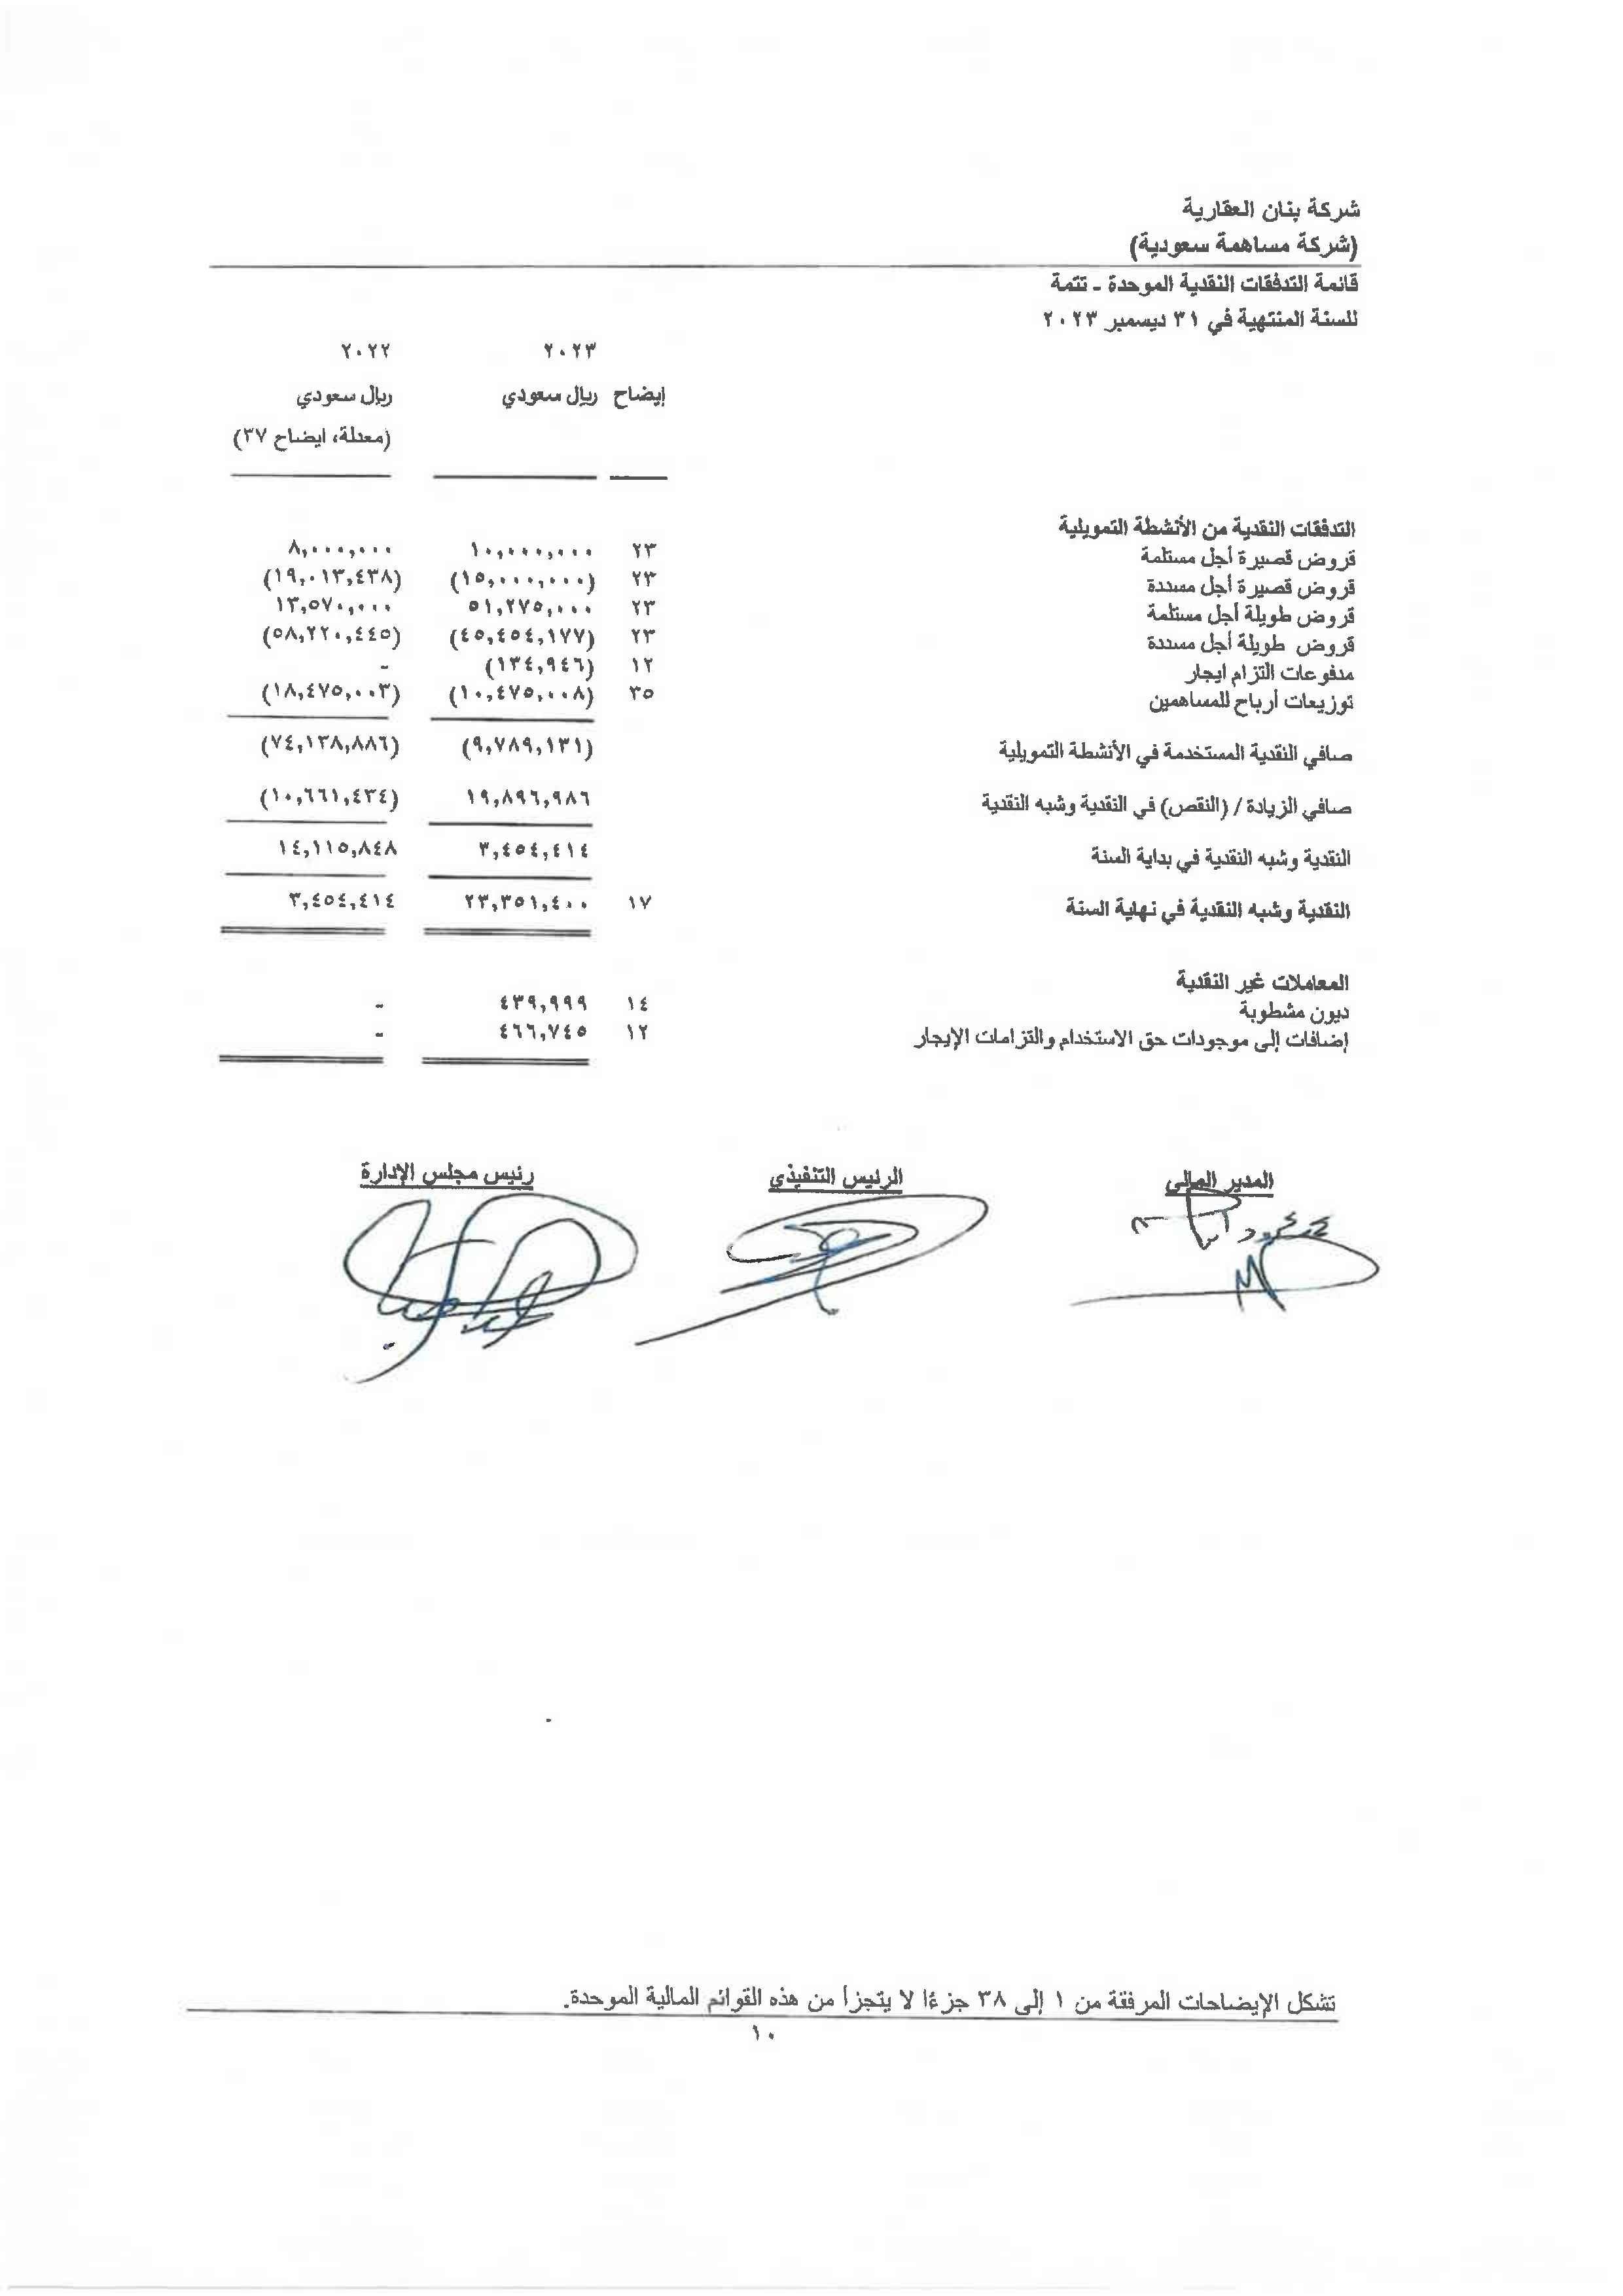 شركة بنان العقارية
(شركة مساهمة سعودية)
قائمة التدفقات النقدية الموحدة - تتمة
للسنة المنتهية في ٣١ ديسمبر ٢٠٢٣
٢٠٢٣ ٢٠٢٢
إيضاح ريال سعودي ريال سعودي
(معدلة، ايضاح ٣٧)
التدفقات النقدية من الأنشطة التمويلية
قروض قصيرة أجل مستلمة ٢٣ ١٠,٠٠٠,٠٠٠ ٨,٠٠٠,٠٠٠
قروض قصيرة أجل مسددة ٢٣ (١٥,٠٠٠,٠٠٠) (١٩,٠١٣,٤٣٨)
قروض طويلة أجل مستلمة ٢٣ ٥١,٢٧٥,٠٠٠ ١٣,٥٧٠,٠٠٠
قروض طويلة أجل مسددة ٢٣ (٤٥,٤٥٤,١٧٧) (٥٨,٢٢٠,٤٤٥)
مدفوعات التزام ايجار ١٢ (١٣٤,٩٤٦) -
توزيعات أرباح للمساهمين ٣٥ (١٠,٤٧٥,٠٠٨) (١٨,٤٧٥,٠٠٣)
صافي النقدية المستخدمة في الأنشطة التمويلية (٩,٧٨٩,١٣١) (٧٤,١٣٨,٨٨٦)
صافي الزيادة / (النقص) في النقدية وشبه النقدية ١٩,٨٩٦,٩٨٦ (١٠,٦٦١,٤٣٤)
النقدية وشبه النقدية في بداية السنة ٣,٤٥٤,٤١٤ ١٤,١١٥,٨٤٨
النقدية وشبه النقدية في نهاية السنة ١٧ ٢٣,٣٥١,٤٠٠ ٣,٤٥٤,٤١٤
المعاملات غير النقدية
ديون مشطوبة ١٤ ٤٣٩,٩٩٩ -
إضافات إلى موجودات حق الاستخدام والتزامات الإيجار ١٢ ٤٦٦,٧٤٥ -
المدير المالي الرئيس التنفيذي رئيس مجلس الإدارة
تشكل الإيضاحات المرفقة من ١ إلى ٣٨ جزءًا لا يتجزأ من هذه القوائم المالية الموحدة.
١٠